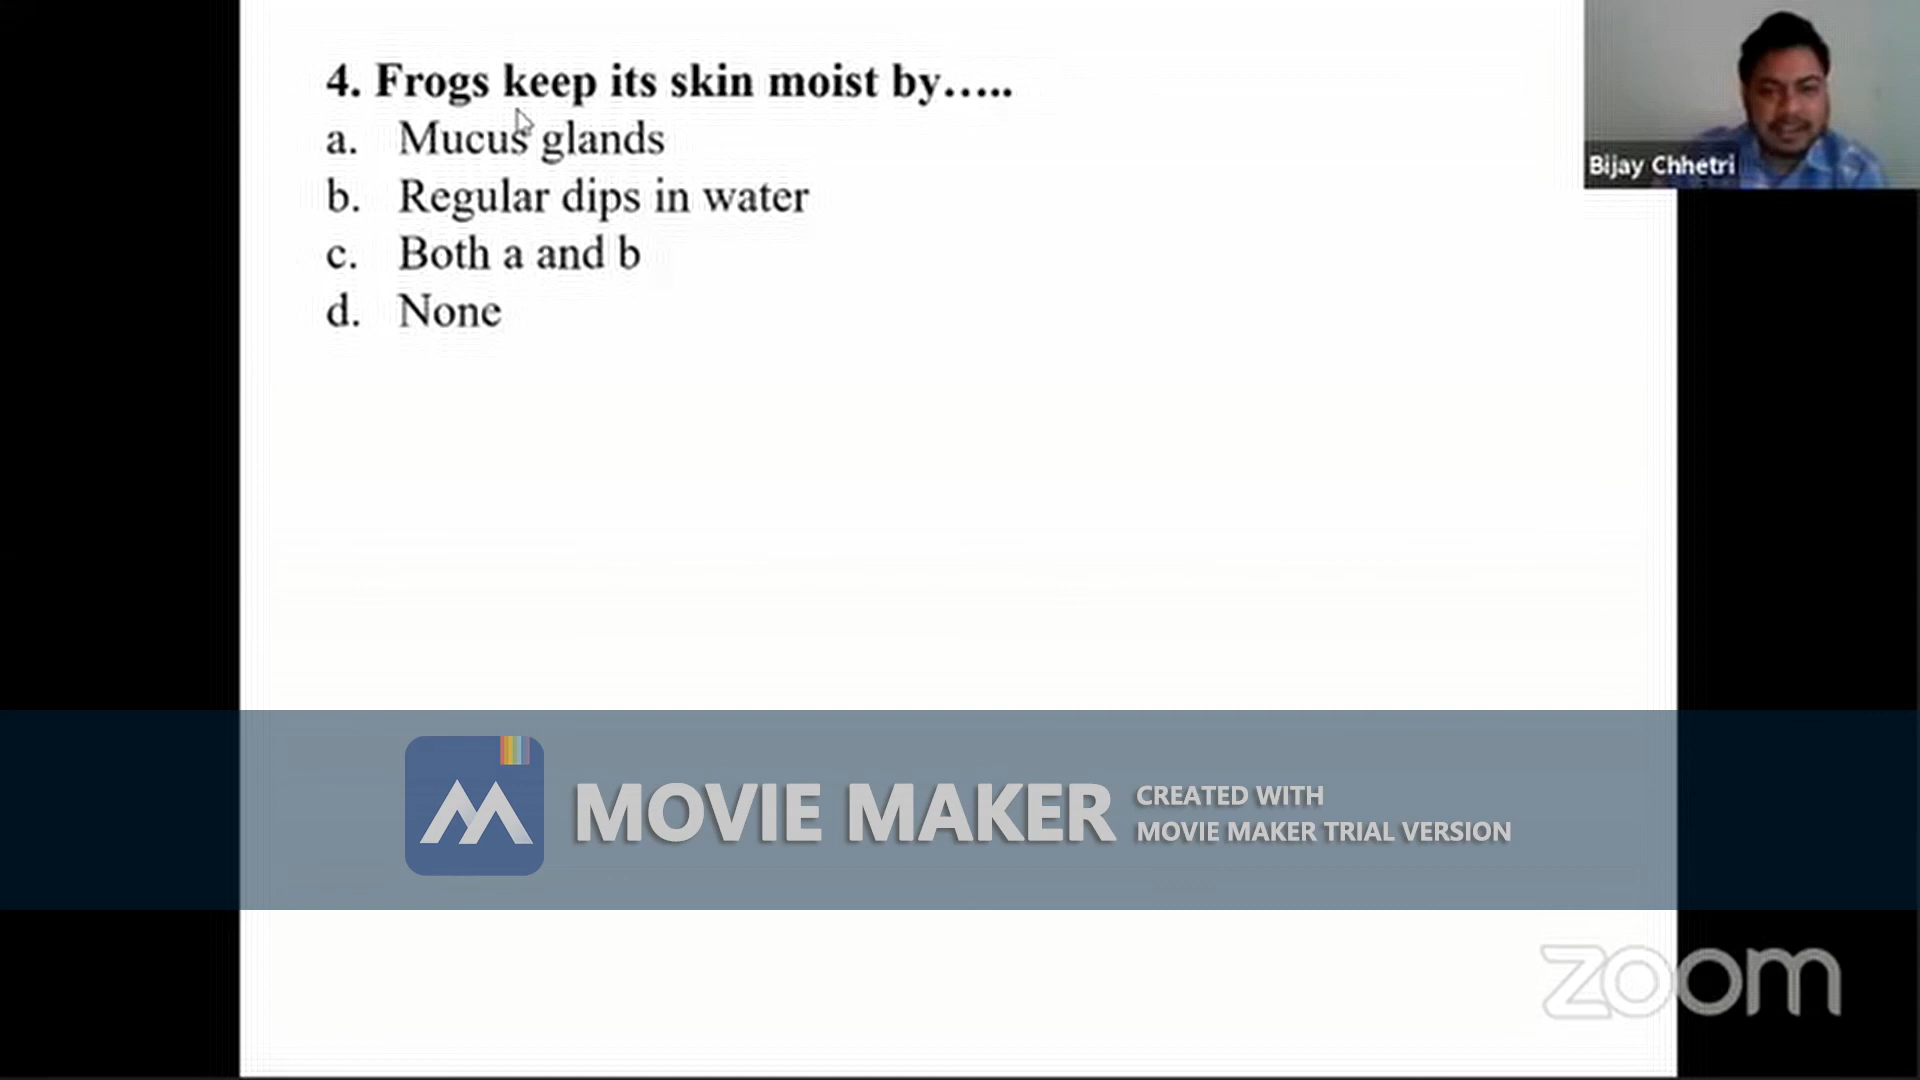 4. Frogs keep its skin moist by…..
a. Mucus glands
b. Regular dips in water
c. Both a and b
d. None
Bijay Chhetri
MOVIE MAKER
CREATED WITH
MOVIE MAKER TRIAL VERSION
zoom